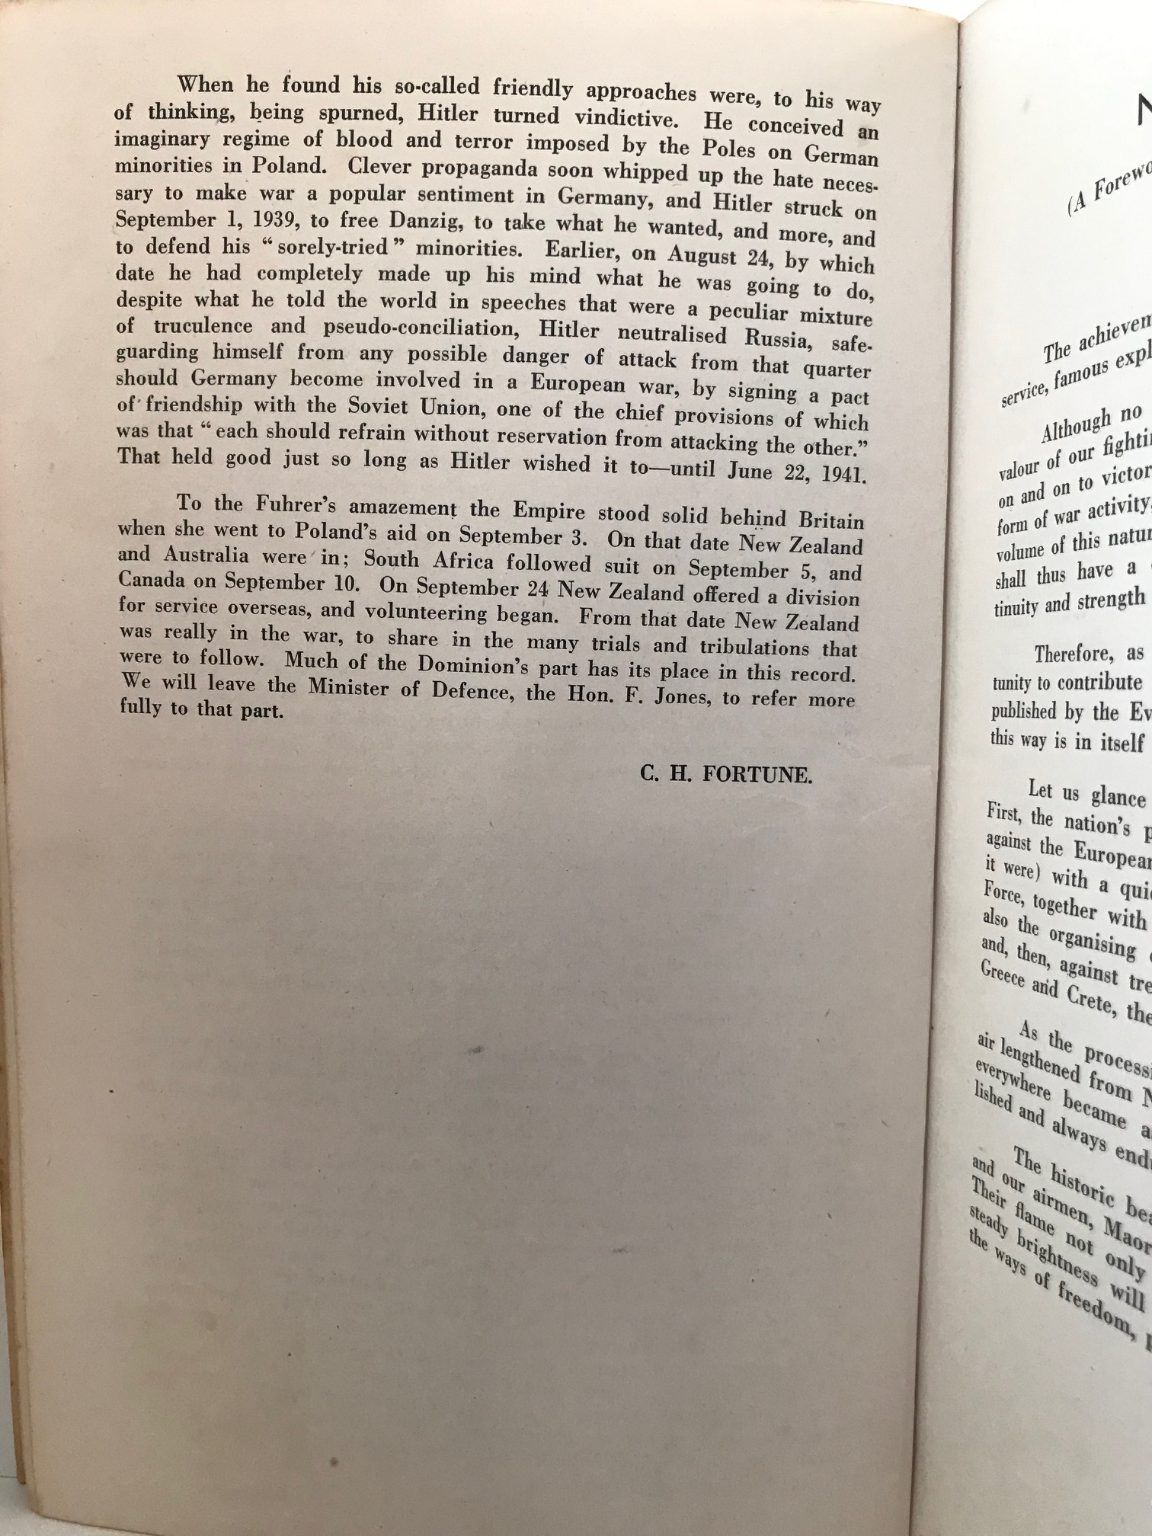 When he found his so-called friendly approaches were, to his way
of thinking, being spurned, Hitler turned vindictive. He conceived an
imaginary regime of blood and terror imposed by the Poles on German
minorities in Poland. Clever propaganda soon whipped up the hate neces-
sary to make war a popular sentiment in Germany, and Hitler struck on
September 1, 1939, to free Danzig, to take what he wanted, and more, and
to defend his “sorely-tried” minorities. Earlier, on August 24, by which
date he had completely made up his mind what he was going to do,
despite what he told the world in speeches that were a peculiar mixture
of truculence and pseudo-conciliation, Hitler neutralised Russia, safe-
guarding himself from any possible danger of attack from that quarter
should Germany become involved in a European war, by signing a pact
of friendship with the Soviet Union, one of the chief provisions of which
was that “each should refrain without reservation from attacking the other.”
That held good just so long as Hitler wished it to—until June 22, 1941.
To the Fuhrer’s amazement the Empire stood solid behind Britain
when she went to Poland’s aid on September 3. On that date New Zealand
and Australia were in; South Africa followed suit on September 5, and
Canada on September 10. On September 24 New Zealand offered a division
for service overseas, and volunteering began. From that date New Zealand
was really in the war, to share in the many trials and tribulations that
were to follow. Much of the Dominion’s part has its place in this record.
We will leave the Minister of Defence, the Hon. F. Jones, to refer more
fully to that part.
C. H. FORTUNE.
(A Forewo
The achievem
service, famous expl
Although no
valour of our fighti
on and on to victor
form of war activity,
volume of this natur
shall thus have a
tinuity and strength
Therefore, as
tunity to contribute
published by the Ev
this way is in itself
Let us glance
First, the nation’s p
against the European
it were) with a qui
Force, together with
also the organising
and, then, against tre
Greece and Crete, the
As the processi
air lengthened from N
everywhere became a
lished and always end
The historic bea
and our airmen, Maor
Their flame not only
steady brightness will
the ways of freedom,